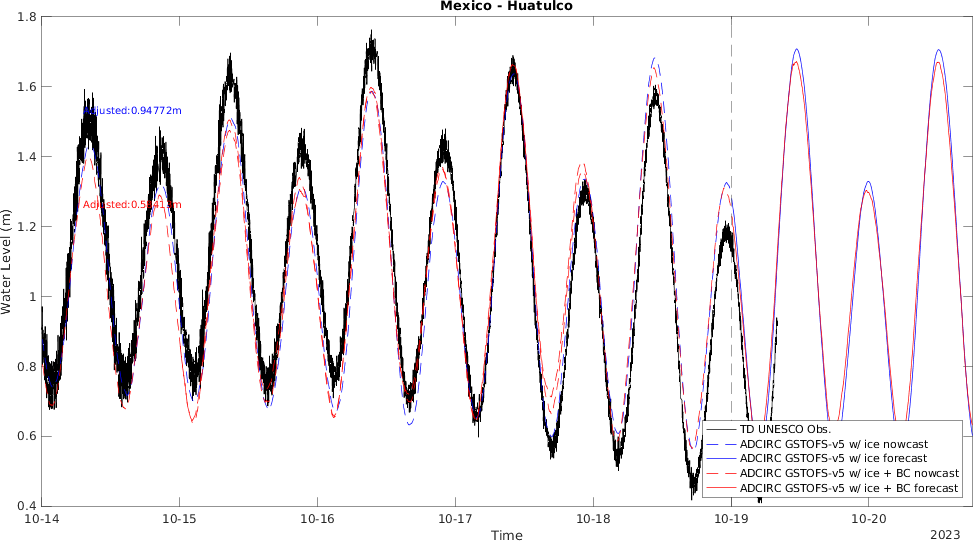 Mexico - Huatulco
Water Level (m)
1.8
1.6
1.4
1.2
1
0.8
0.6
0.4
Adjusted:0.94772m
TD UNESCO Obs.
ADCIRC GSTOFS-v5 w/ ice nowcast
ADCIRC GSTOFS-v5 w/ ice forecast
ADCIRC GSTOFS-v5 w/ ice + BC nowcast
ADCIRC GSTOFS-v5 w/ ice + BC forecast
10-14 10-15 10-16 10-17 10-18 10-19 10-20
Time
2023